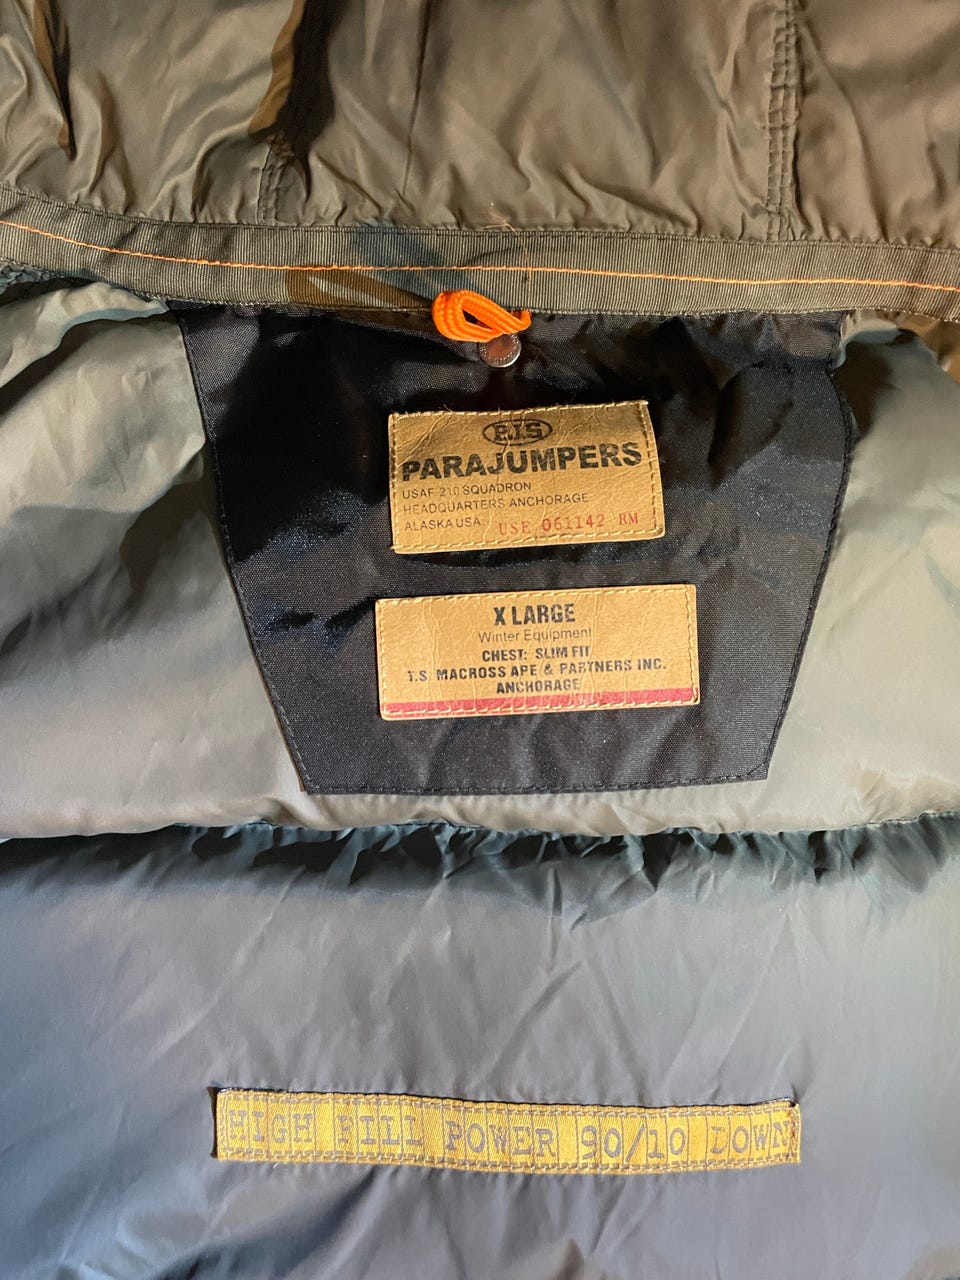 P.J.S
PARAJUMPERS
USAF 210 SQUADRON
HEADQUARTERS ANCHORAGE
ALASKA USA. USE 061142 RM
X LARGE
Winter Equipment
CHEST: SLIM FIT
T.S. MACROSS APE & PARTNERS INC.
ANCHORAGE
HIGH FILL POWER 90/10 DOWN